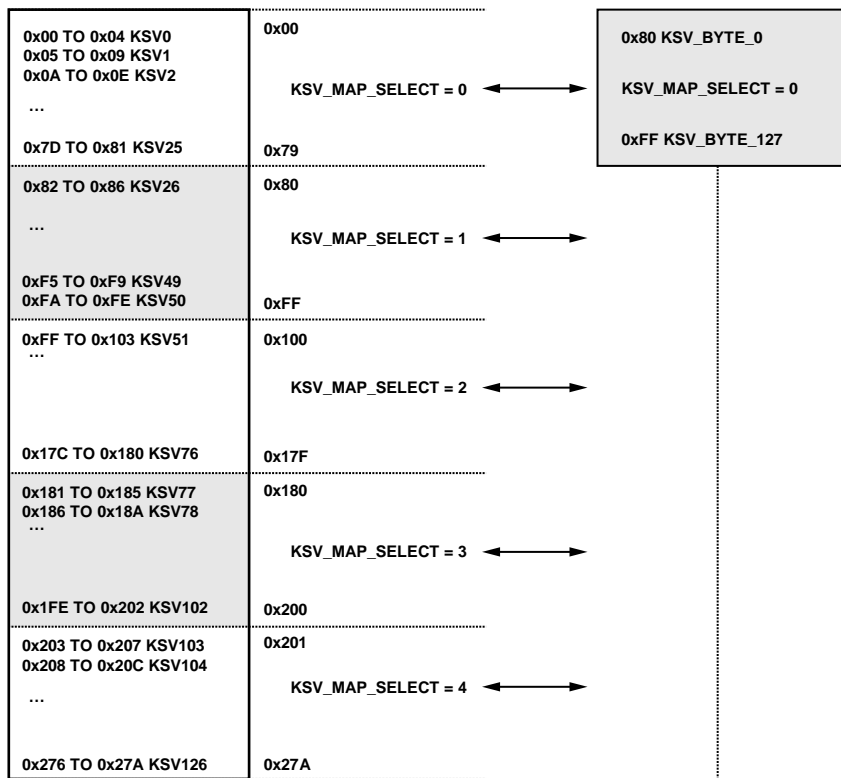 0x00 TO 0x04 KSV0
0x05 TO 0x09 KSV1
0x0A TO 0x0E KSV2
...
0x7D TO 0x81 KSV25
0x00
KSV_MAP_SELECT = 0
0x79
0x80 KSV_BYTE_0
KSV_MAP_SELECT = 0
0xFF KSV_BYTE_127
0x82 TO 0x86 KSV26
...
0xF5 TO 0xF9 KSV49
0xFA TO 0xFE KSV50
0x80
KSV_MAP_SELECT = 1
0xFF
0xFF TO 0x103 KSV51
...
0x17C TO 0x180 KSV76
0x100
KSV_MAP_SELECT = 2
0x17F
0x181 TO 0x185 KSV77
0x186 TO 0x18A KSV78
...
0x1FE TO 0x202 KSV102
0x180
KSV_MAP_SELECT = 3
0x200
0x203 TO 0x207 KSV103
0x208 TO 0x20C KSV104
...
0x276 TO 0x27A KSV126
0x201
KSV_MAP_SELECT = 4
0x27A